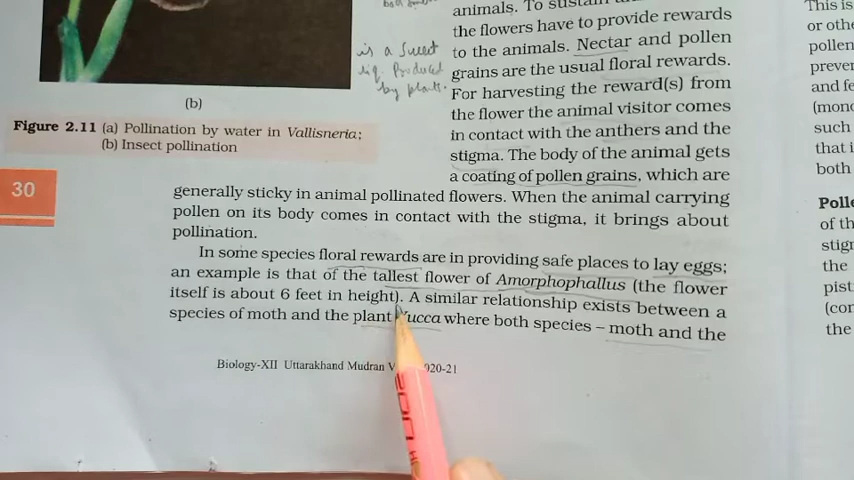 animals. To sustain
the flowers have to provide rewards
to the animals. Nectar and pollen
grains are the usual floral rewards.
For harvesting the reward(s) from
the flower the animal visitor comes
in contact with the anthers and the
stigma. The body of the animal gets
a coating of pollen grains, which are
is a Sweet
liq. Produced
by plants.
(b)
Figure 2.11 (a) Pollination by water in Vallisneria;
(b) Insect pollination
30
generally sticky in animal pollinated flowers. When the animal carrying
pollen on its body comes in contact with the stigma, it brings about
pollination.
In some species floral rewards are in providing safe places to lay eggs;
an example is that of the tallest flower of Amorphophallus (the flower
itself is about 6 feet in height). A similar relationship exists between a
species of moth and the plant Yucca where both species – moth and the
Biology-XII Uttarakhand Mudran 020-21
This is
or othe
pollen
prever
and fe
(mono
such
that i
both
Polle
of th
stigr
the
pist
(cor
the